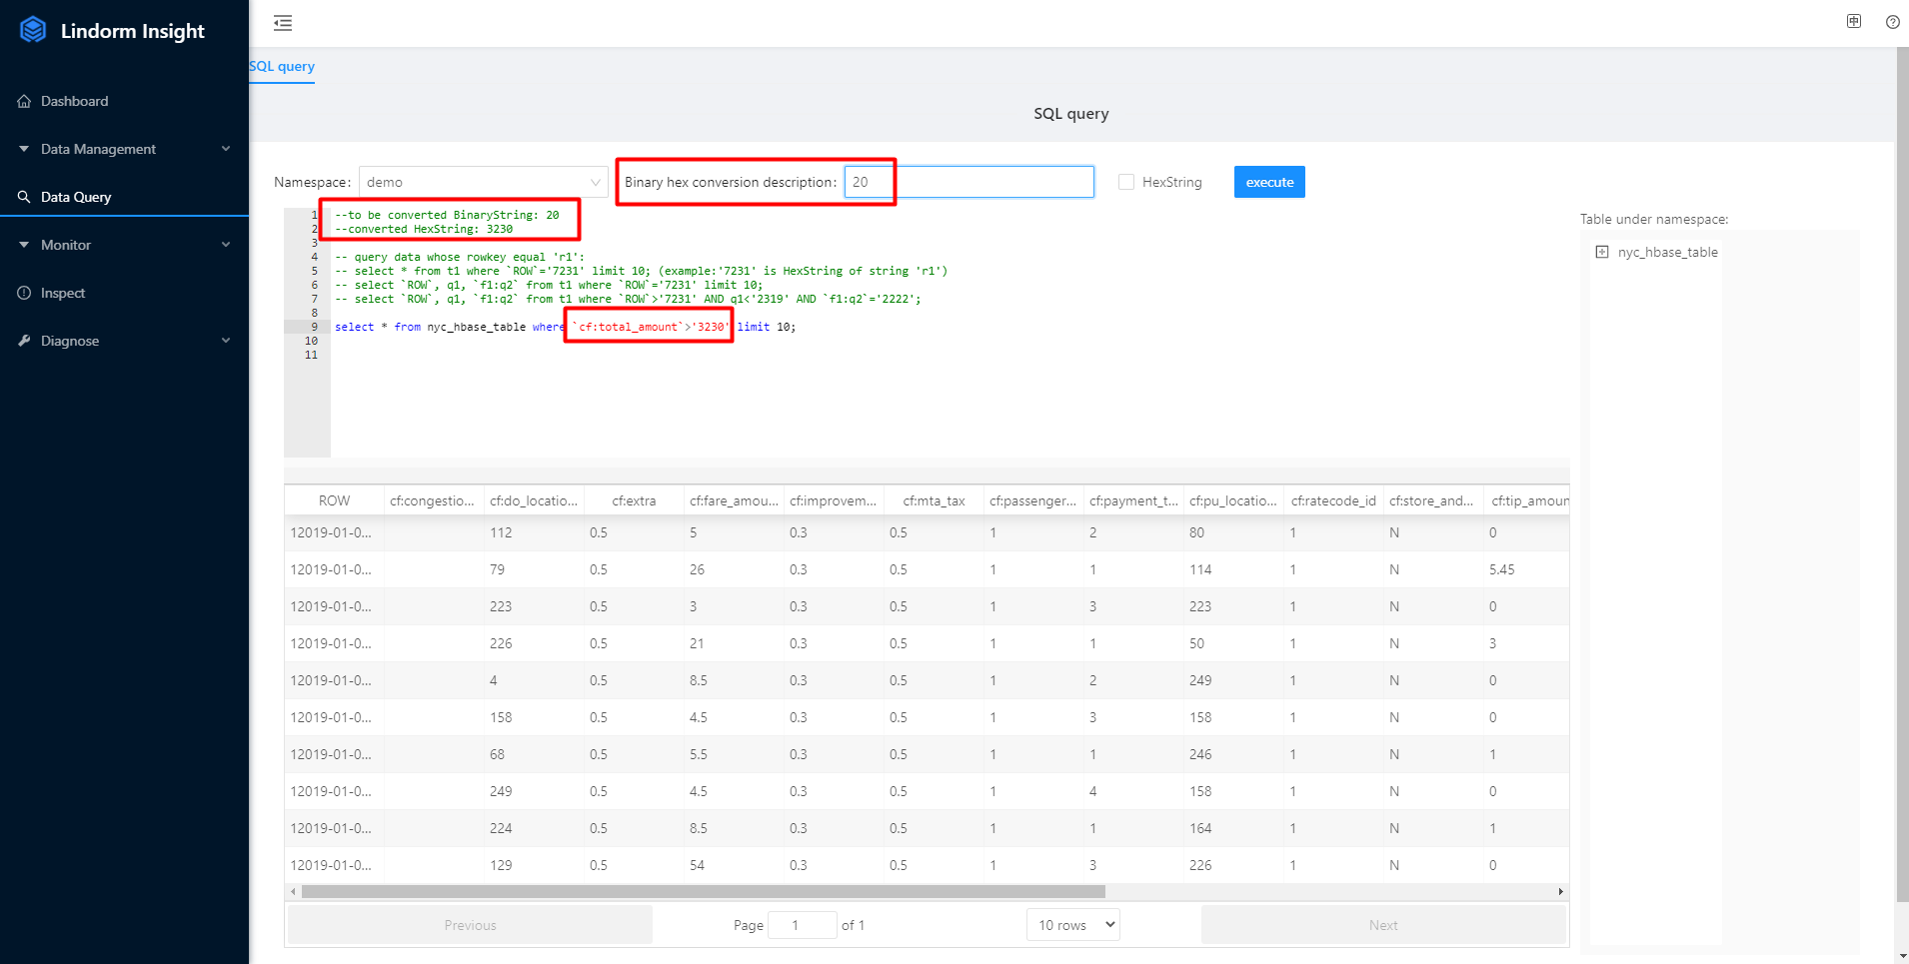 Lindorm Insight
中
SQL query
Dashboard
SQL query
Data Management
Namespace: demo Binary hex conversion description: 20 HexString execute
Data Query
1 --to be converted BinaryString: 20
2 --converted HexString: 3230
3
4 -- query data whose rowkey equal 'r1':
5 -- select * from t1 where `ROW`='7231' limit 10; (example:'7231' is HexString of string 'r1')
6 -- select `ROW`, q1, `f1:q2` from t1 where `ROW`='7231' limit 10;
7 -- select `ROW`, q1, `f1:q2` from t1 where `ROW`>'7231' AND q1<'2319' AND `f1:q2`='2222';
8
9 select * from nyc_hbase_table where `cf:total_amount`>'3230' limit 10;
10
11
Table under namespace:
nyc_hbase_table
Monitor
Inspect
Diagnose
ROW cf:congestio... cf:do_locatio... cf:extra cf:fare_amou... cf:improvem... cf:mta_tax cf:passenger... cf:payment_t... cf:pu_locatio... cf:ratecode_id cf:store_and... cf:tip_amoun
12019-01-0... 112 0.5 5 0.3 0.5 1 2 80 1 N 0
12019-01-0... 79 0.5 26 0.3 0.5 1 1 114 1 N 5.45
12019-01-0... 223 0.5 3 0.3 0.5 1 3 223 1 N 0
12019-01-0... 226 0.5 21 0.3 0.5 1 1 50 1 N 3
12019-01-0... 4 0.5 8.5 0.3 0.5 1 2 249 1 N 0
12019-01-0... 158 0.5 4.5 0.3 0.5 1 3 158 1 N 0
12019-01-0... 68 0.5 5.5 0.3 0.5 1 1 246 1 N 1
12019-01-0... 249 0.5 4.5 0.3 0.5 1 4 158 1 N 0
12019-01-0... 224 0.5 8.5 0.3 0.5 1 1 164 1 N 1
12019-01-0... 129 0.5 54 0.3 0.5 1 3 226 1 N 0
Previous Page 1 of 1 10 rows Next